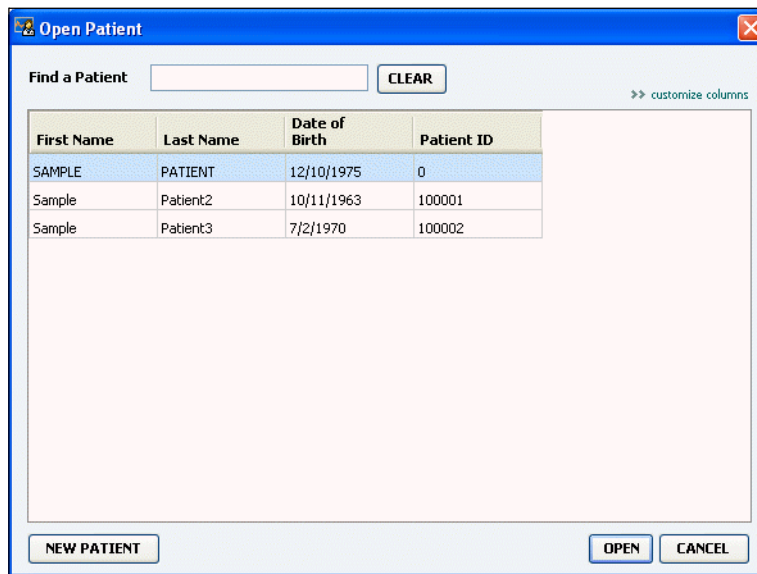 Open Patient
Find a Patient CLEAR
>> customize columns
First Name Last Name Date of Birth Patient ID
SAMPLE PATIENT 12/10/1975 0
Sample Patient2 10/11/1963 100001
Sample Patient3 7/2/1970 100002
NEW PATIENT OPEN CANCEL